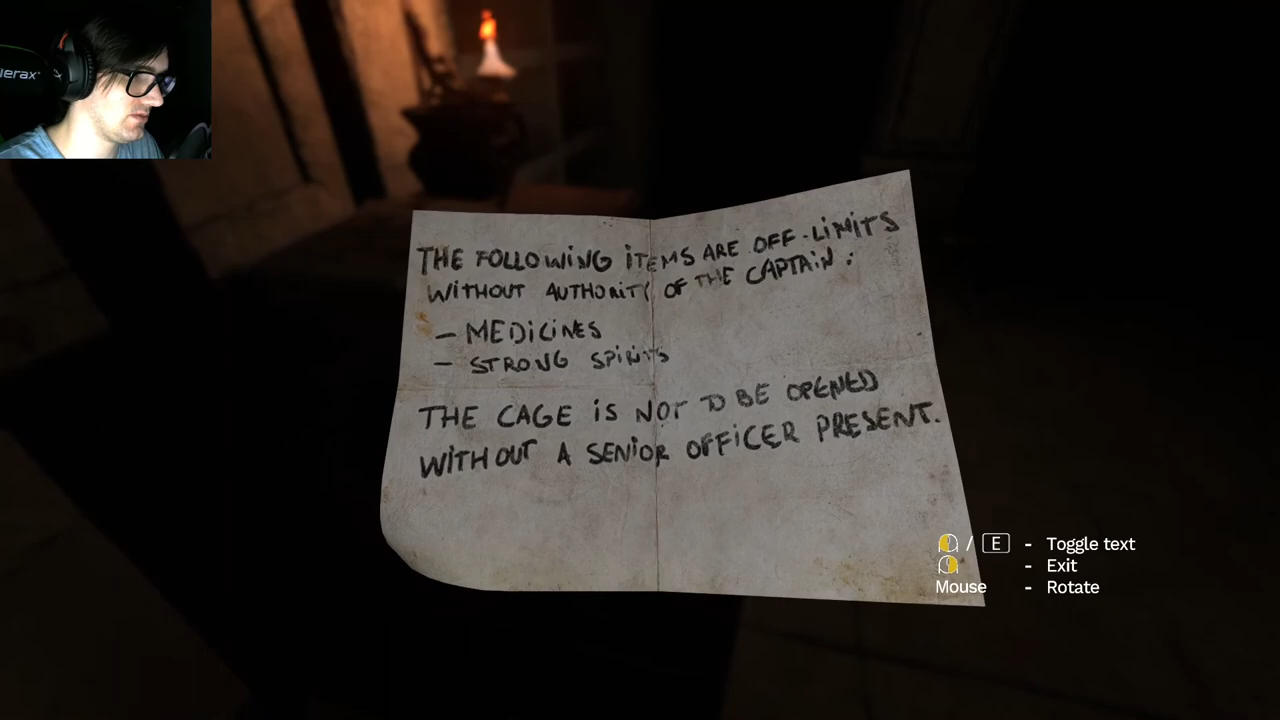 erax
THE FOLLOWING ITEMS ARE OFF-LIMITS
WITHOUT AUTHORITY OF THE CAPTAIN:
- MEDICINES
- STRONG SPIRITS
THE CAGE IS NOT TO BE OPENED
WITHOUT A SENIOR OFFICER PRESENT.
/ E - Toggle text
- Exit
Mouse - Rotate